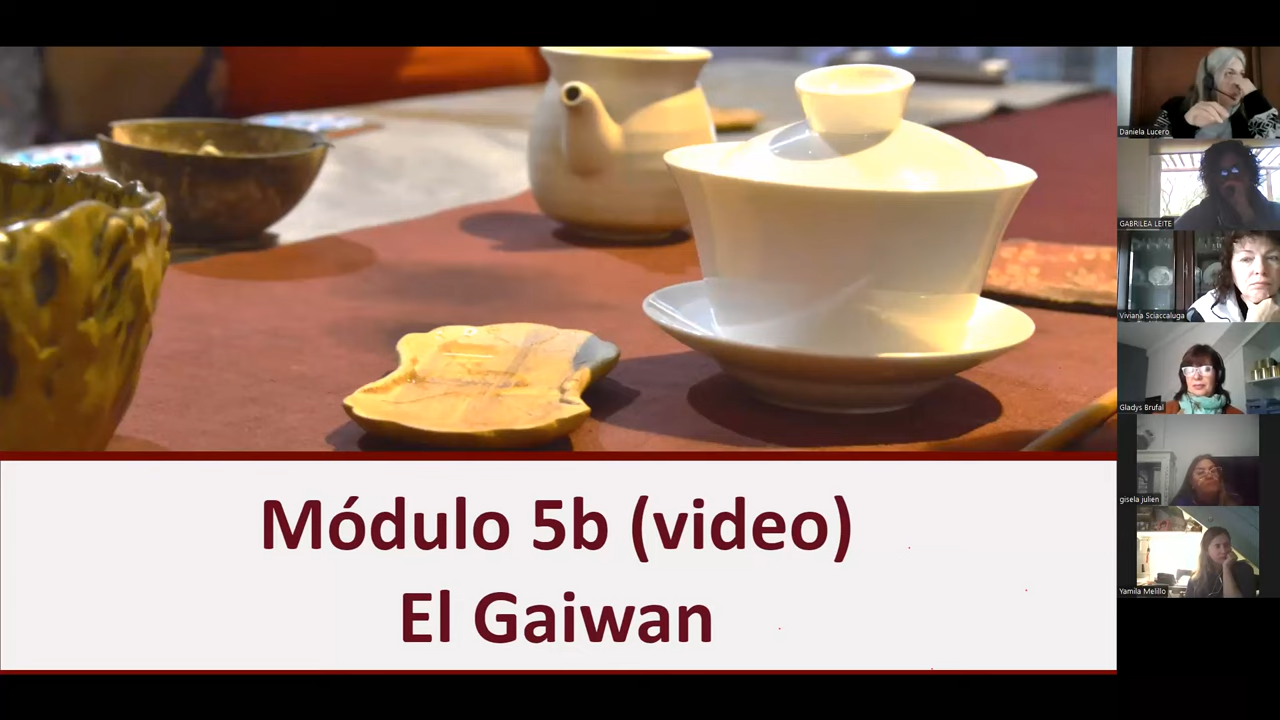 Módulo 5b (video)
El Gaiwan
Daniela Lucero
GABRILEA LEITE
Viviana Sciaccaluga
Gladys Brufal
gisela julien
Yamila Melillo